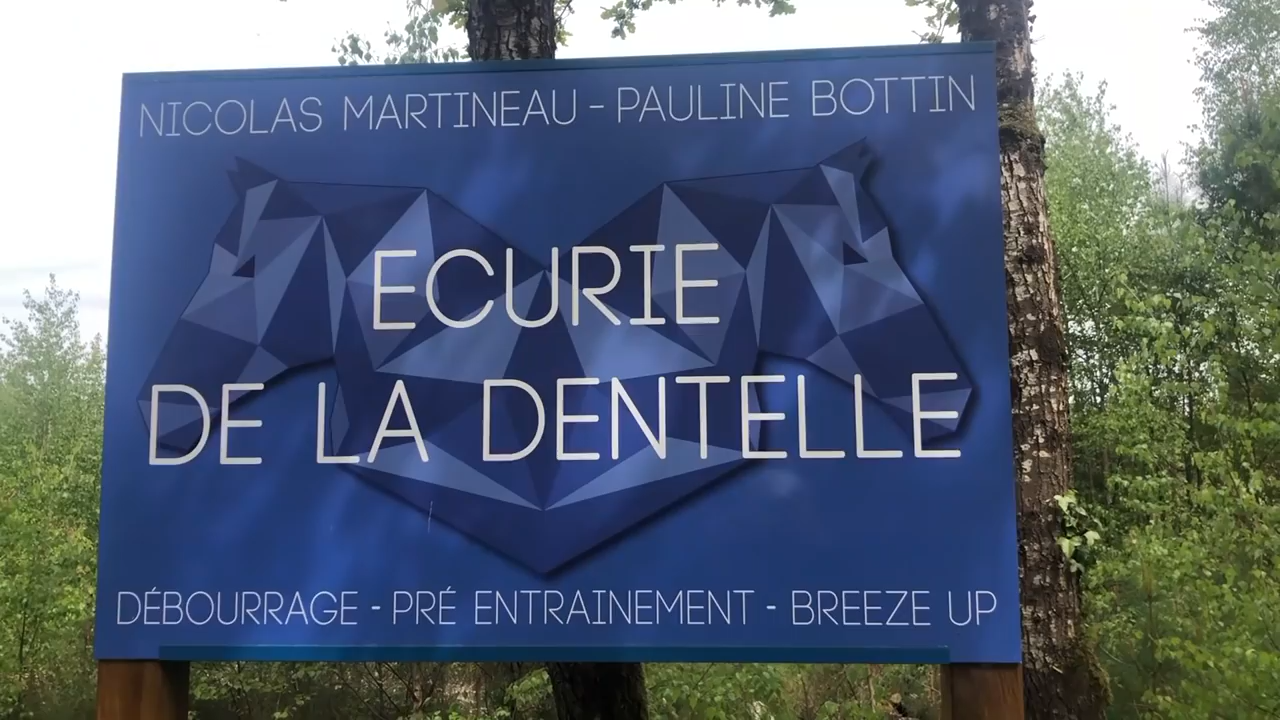 NICOLAS MARTINEAU - PAULINE BOTTIN
ECURIE
DE LA DENTELLE
DÉBOURRAGE - PRÉ ENTRAINEMENT - BREEZE UP